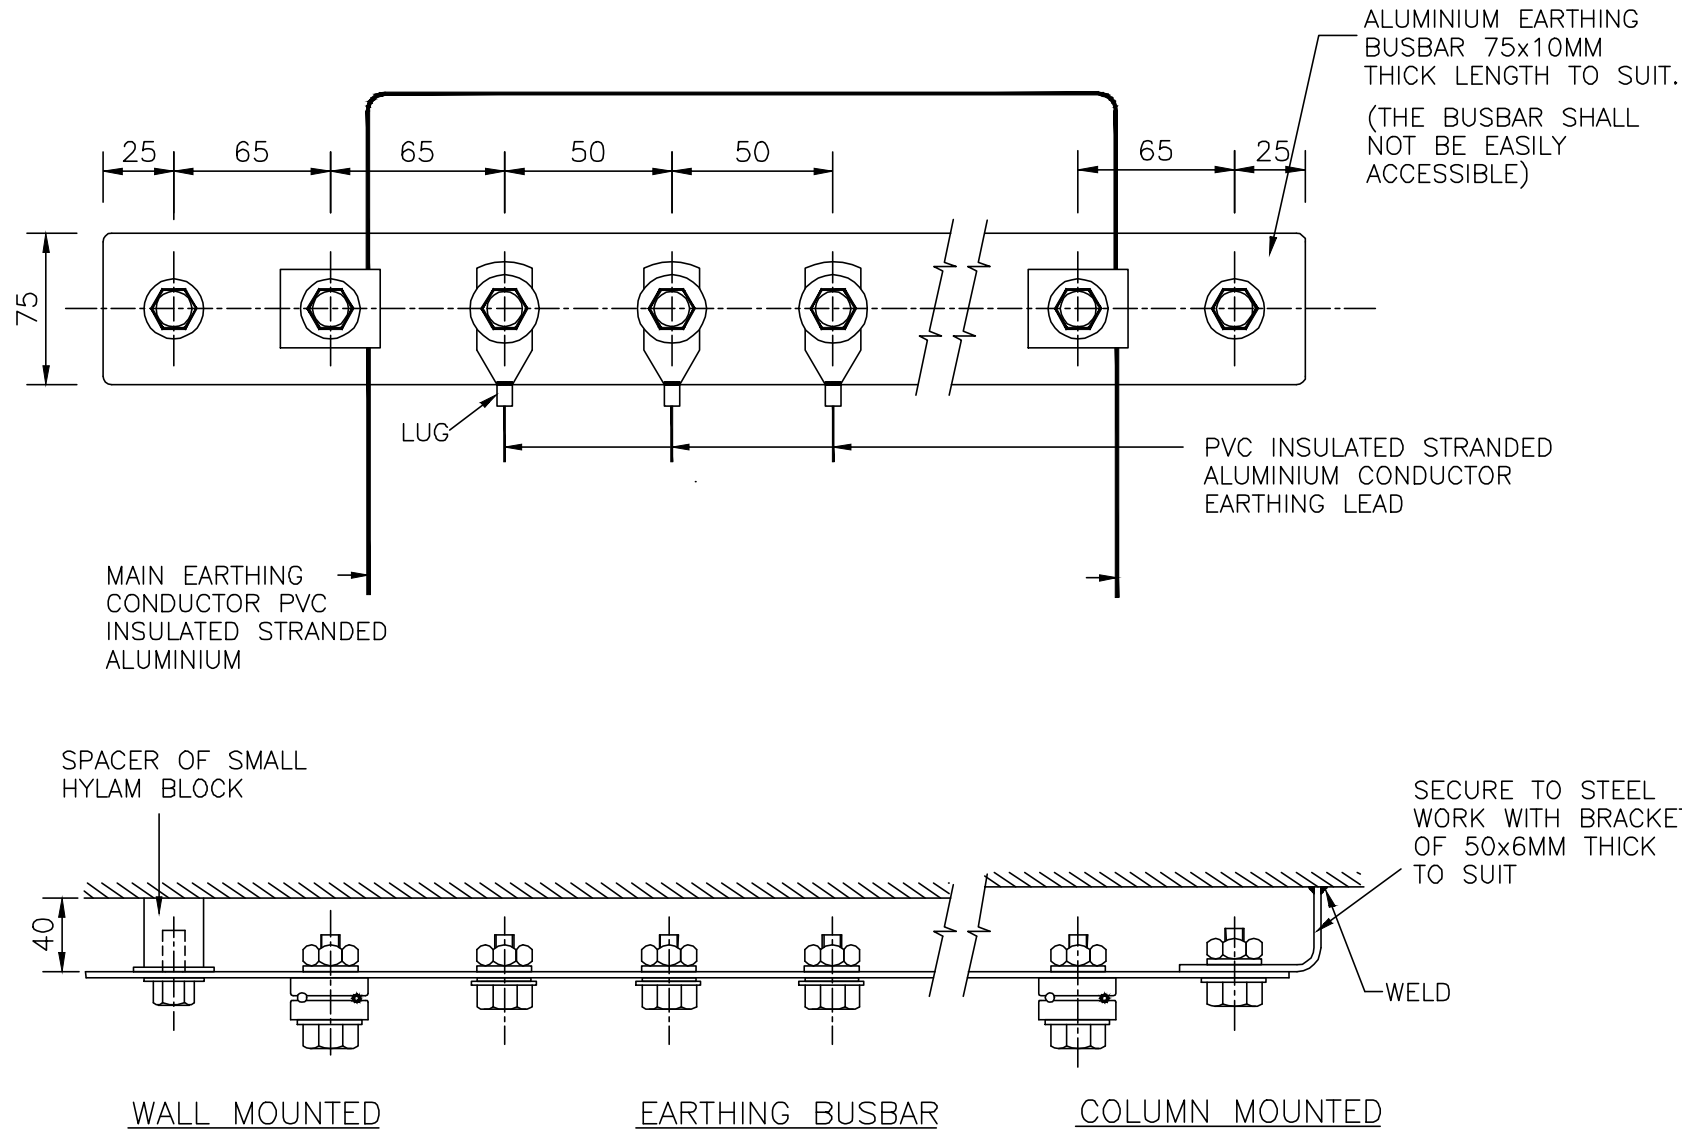 ALUMINIUM EARTHING
BUSBAR 75x10MM
THICK LENGTH TO SUIT.
(THE BUSBAR SHALL
NOT BE EASILY
ACCESSIBLE)
25 65 65 50 50 65 25
75
LUG
PVC INSULATED STRANDED
ALUMINIUM CONDUCTOR
EARTHING LEAD
MAIN EARTHING
CONDUCTOR PVC
INSULATED STRANDED
ALUMINIUM
SPACER OF SMALL
HYLAM BLOCK
SECURE TO STEEL
WORK WITH BRACKET
OF 50x6MM THICK
TO SUIT
40
WELD
WALL MOUNTED
EARTHING BUSBAR
COLUMN MOUNTED